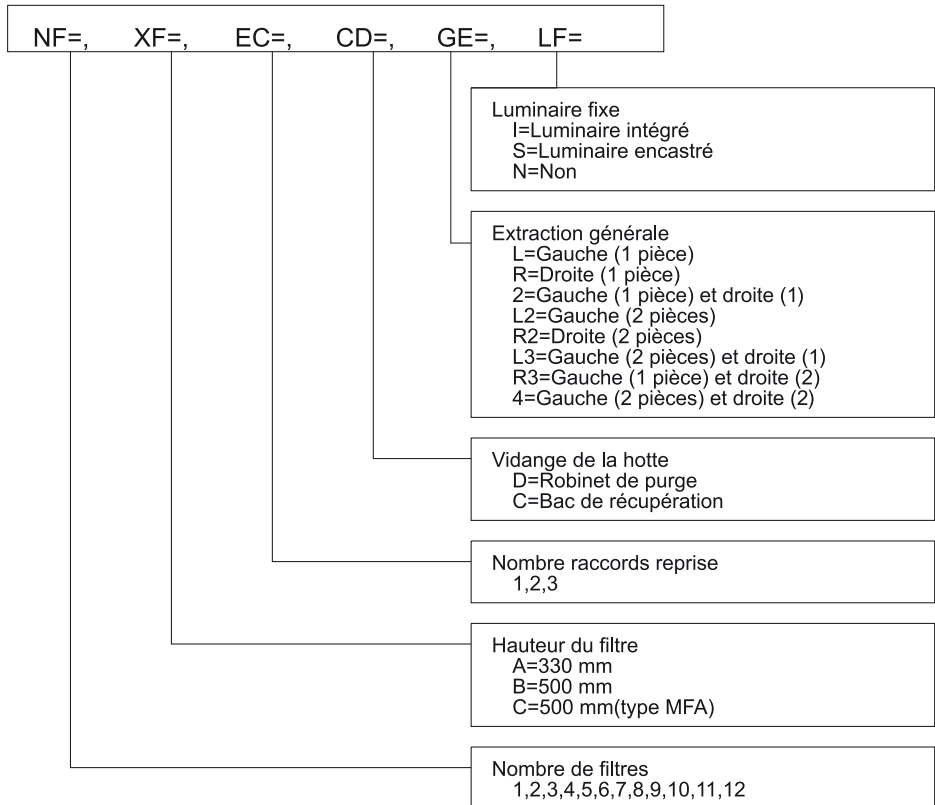 NF=, XF=, EC=, CD=, GE=, LF=
Luminaire fixe
I=Luminaire intégré
S=Luminaire encastré
N=Non
Extraction générale
L=Gauche (1 pièce)
R=Droite (1 pièce)
2=Gauche (1 pièce) et droite (1)
L2=Gauche (2 pièces)
R2=Droite (2 pièces)
L3=Gauche (2 pièces) et droite (1)
R3=Gauche (1 pièce) et droite (2)
4=Gauche (2 pièces) et droite (2)
Vidange de la hotte
D=Robinet de purge
C=Bac de récupération
Nombre raccords reprise
1,2,3
Hauteur du filtre
A=330 mm
B=500 mm
C=500 mm(type MFA)
Nombre de filtres
1,2,3,4,5,6,7,8,9,10,11,12